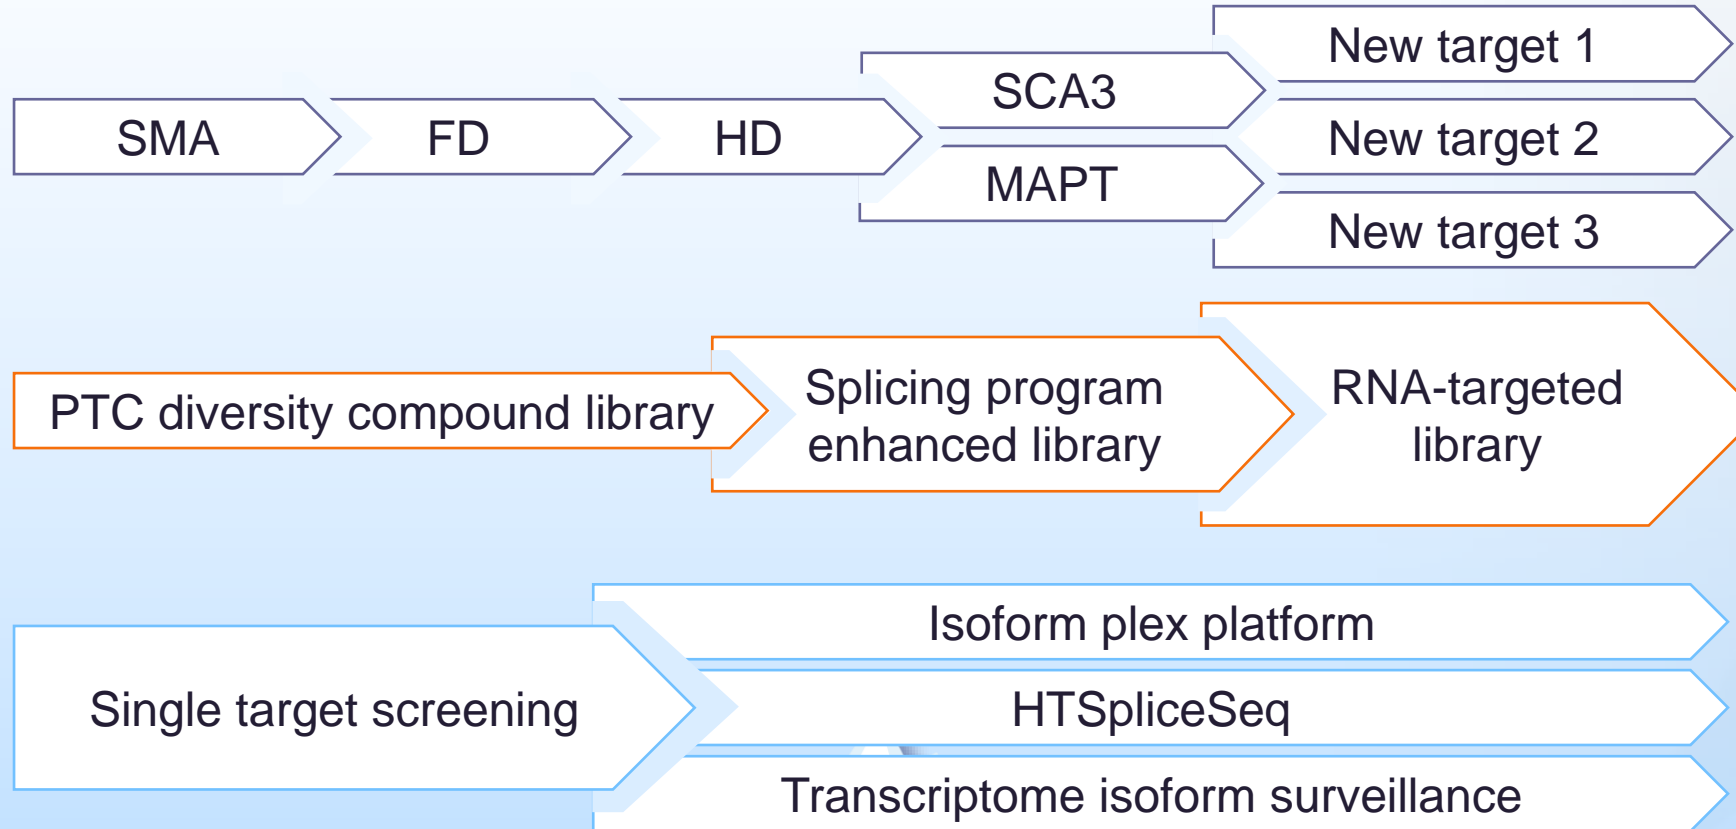 SMA
FD
HD
SCA3
MAPT
New target 1
New target 2
New target 3
PTC diversity compound library
Splicing program
enhanced library
RNA-targeted
library
Single target screening
Isoform plex platform
HTSpliceSeq
Transcriptome isoform surveillance